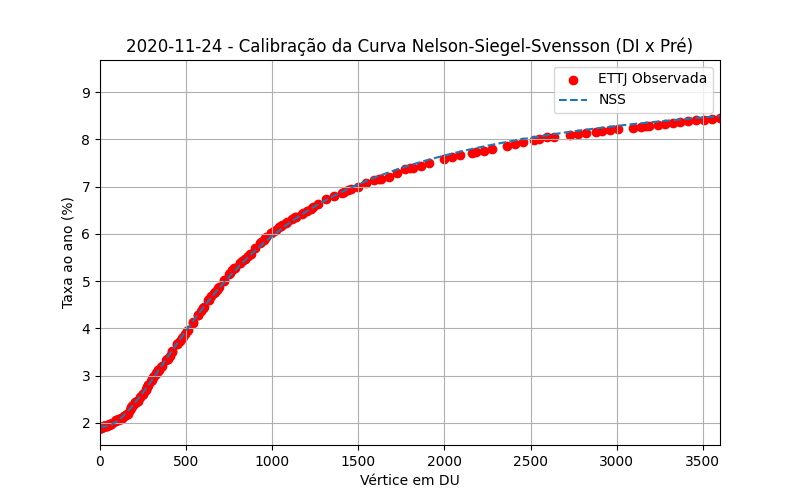 2020-11-24 - Calibração da Curva Nelson-Siegel-Svensson (DI x Pré)
ETTJ Observada
NSS
Taxa ao ano (%)
9
8
7
6
5
4
3
2
0 500 1000 1500 2000 2500 3000 3500
Vértice em DU